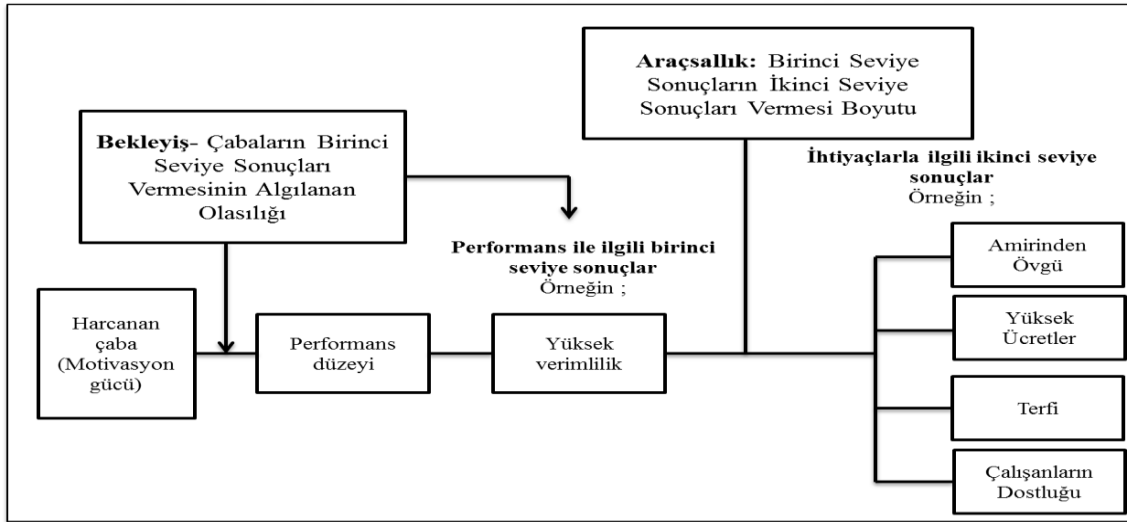 Araçsallık: Birinci Seviye
Sonuçların İkinci Seviye
Sonuçları Vermesi Boyutu
Bekleyiş- Çabaların Birinci
Seviye Sonuçları
Vermesinin Algılanan
Olasılığı
İhtiyaçlarla ilgili ikinci seviye
sonuçlar
Örneğin ;
Performans ile ilgili birinci
seviye sonuçlar
Örneğin ;
Harcanan
çaba
(Motivasyon
gücü)
Performans
düzeyi
Yüksek
verimlilik
Amirinden
Övgü
Yüksek
Ücretler
Terfi
Çalışanların
Dostluğu